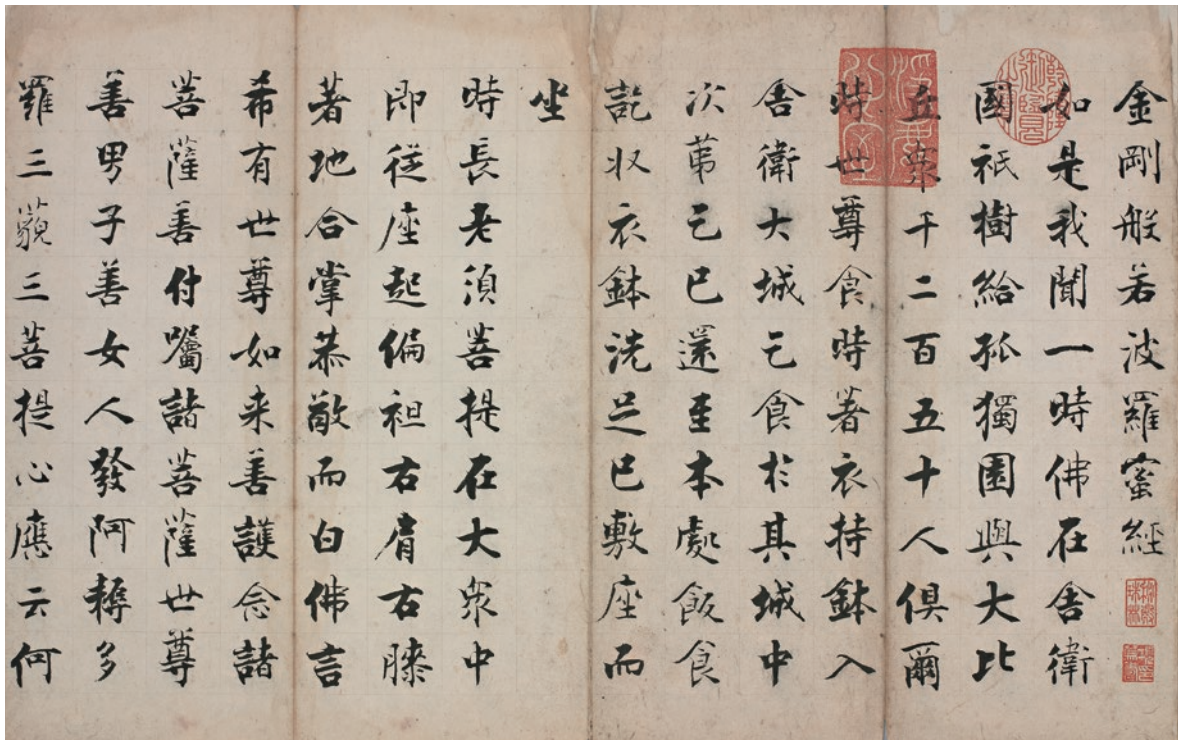 金剛般若波羅蜜經
如是我聞一時佛在舍衛
國祇樹給孤獨園與大比
丘衆千二百五十人俱爾
時世尊食時著衣持鉢入
舍衛大城乞食於其城中
次苐乞已還至本處飯食
訖収衣鉢洗足已敷座而
坐
時長老湏菩提在大衆中
即從座起偏袒右肩右膝
著地合掌恭敬而白佛言
希有世尊如来善護念諸
菩薩善付囑諸菩薩世尊
善男子善女人發阿耨多
羅三藐三菩提心應云何